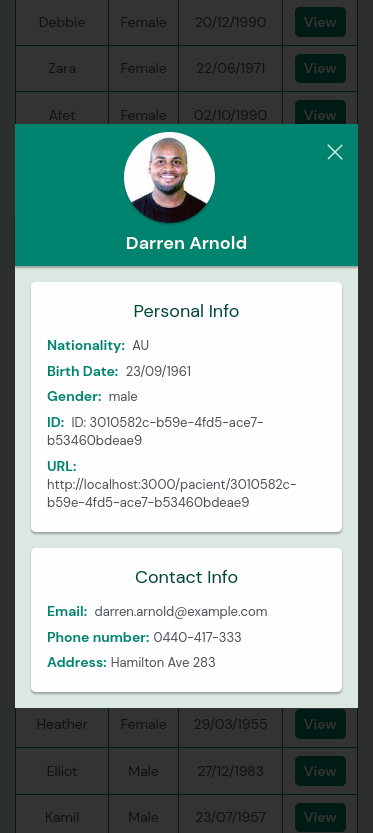 Debbie Female 20/12/1990 View
Zara Female 22/06/1971 View
Afet Female 02/10/1990 View
Darren Arnold
Personal Info
Nationality: AU
Birth Date: 23/09/1961
Gender: male
ID: ID: 3010582c-b59e-4fd5-ace7-
b53460bdeae9
URL:
http://localhost:3000/pacient/3010582c-
b59e-4fd5-ace7-b53460bdeae9
Contact Info
Email: darren.arnold@example.com
Phone number: 0440-417-333
Address: Hamilton Ave 283
Heather Female 29/03/1955 View
Elliot Male 27/12/1983 View
Kamil Male 23/07/1957 View